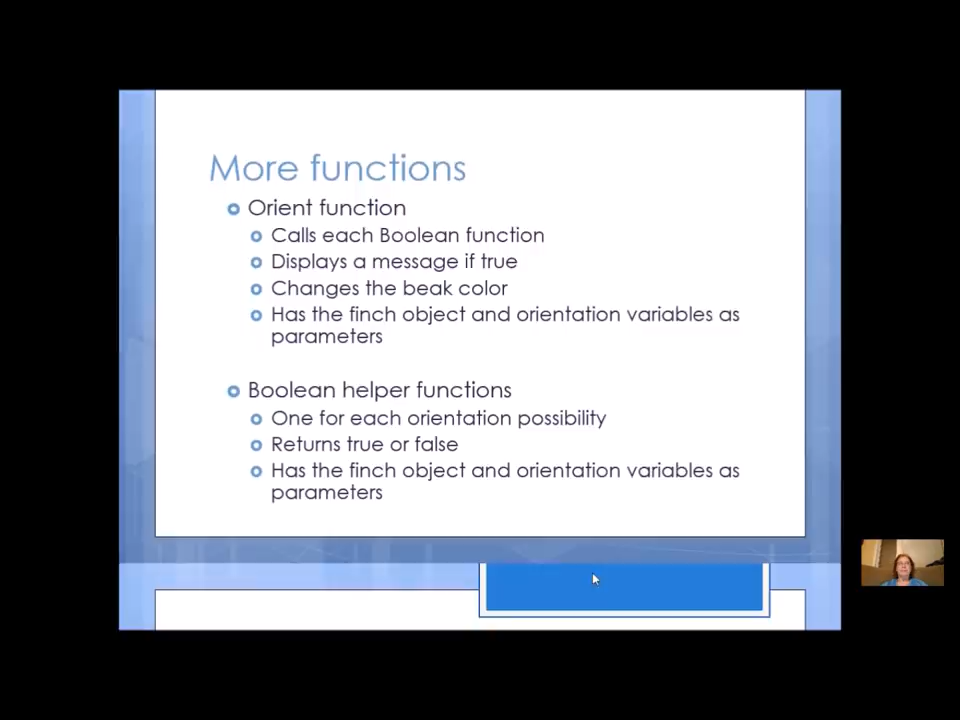 More functions
Orient function
Calls each Boolean function
Displays a message if true
Changes the beak color
Has the finch object and orientation variables as
parameters
Boolean helper functions
One for each orientation possibility
Returns true or false
Has the finch object and orientation variables as
parameters